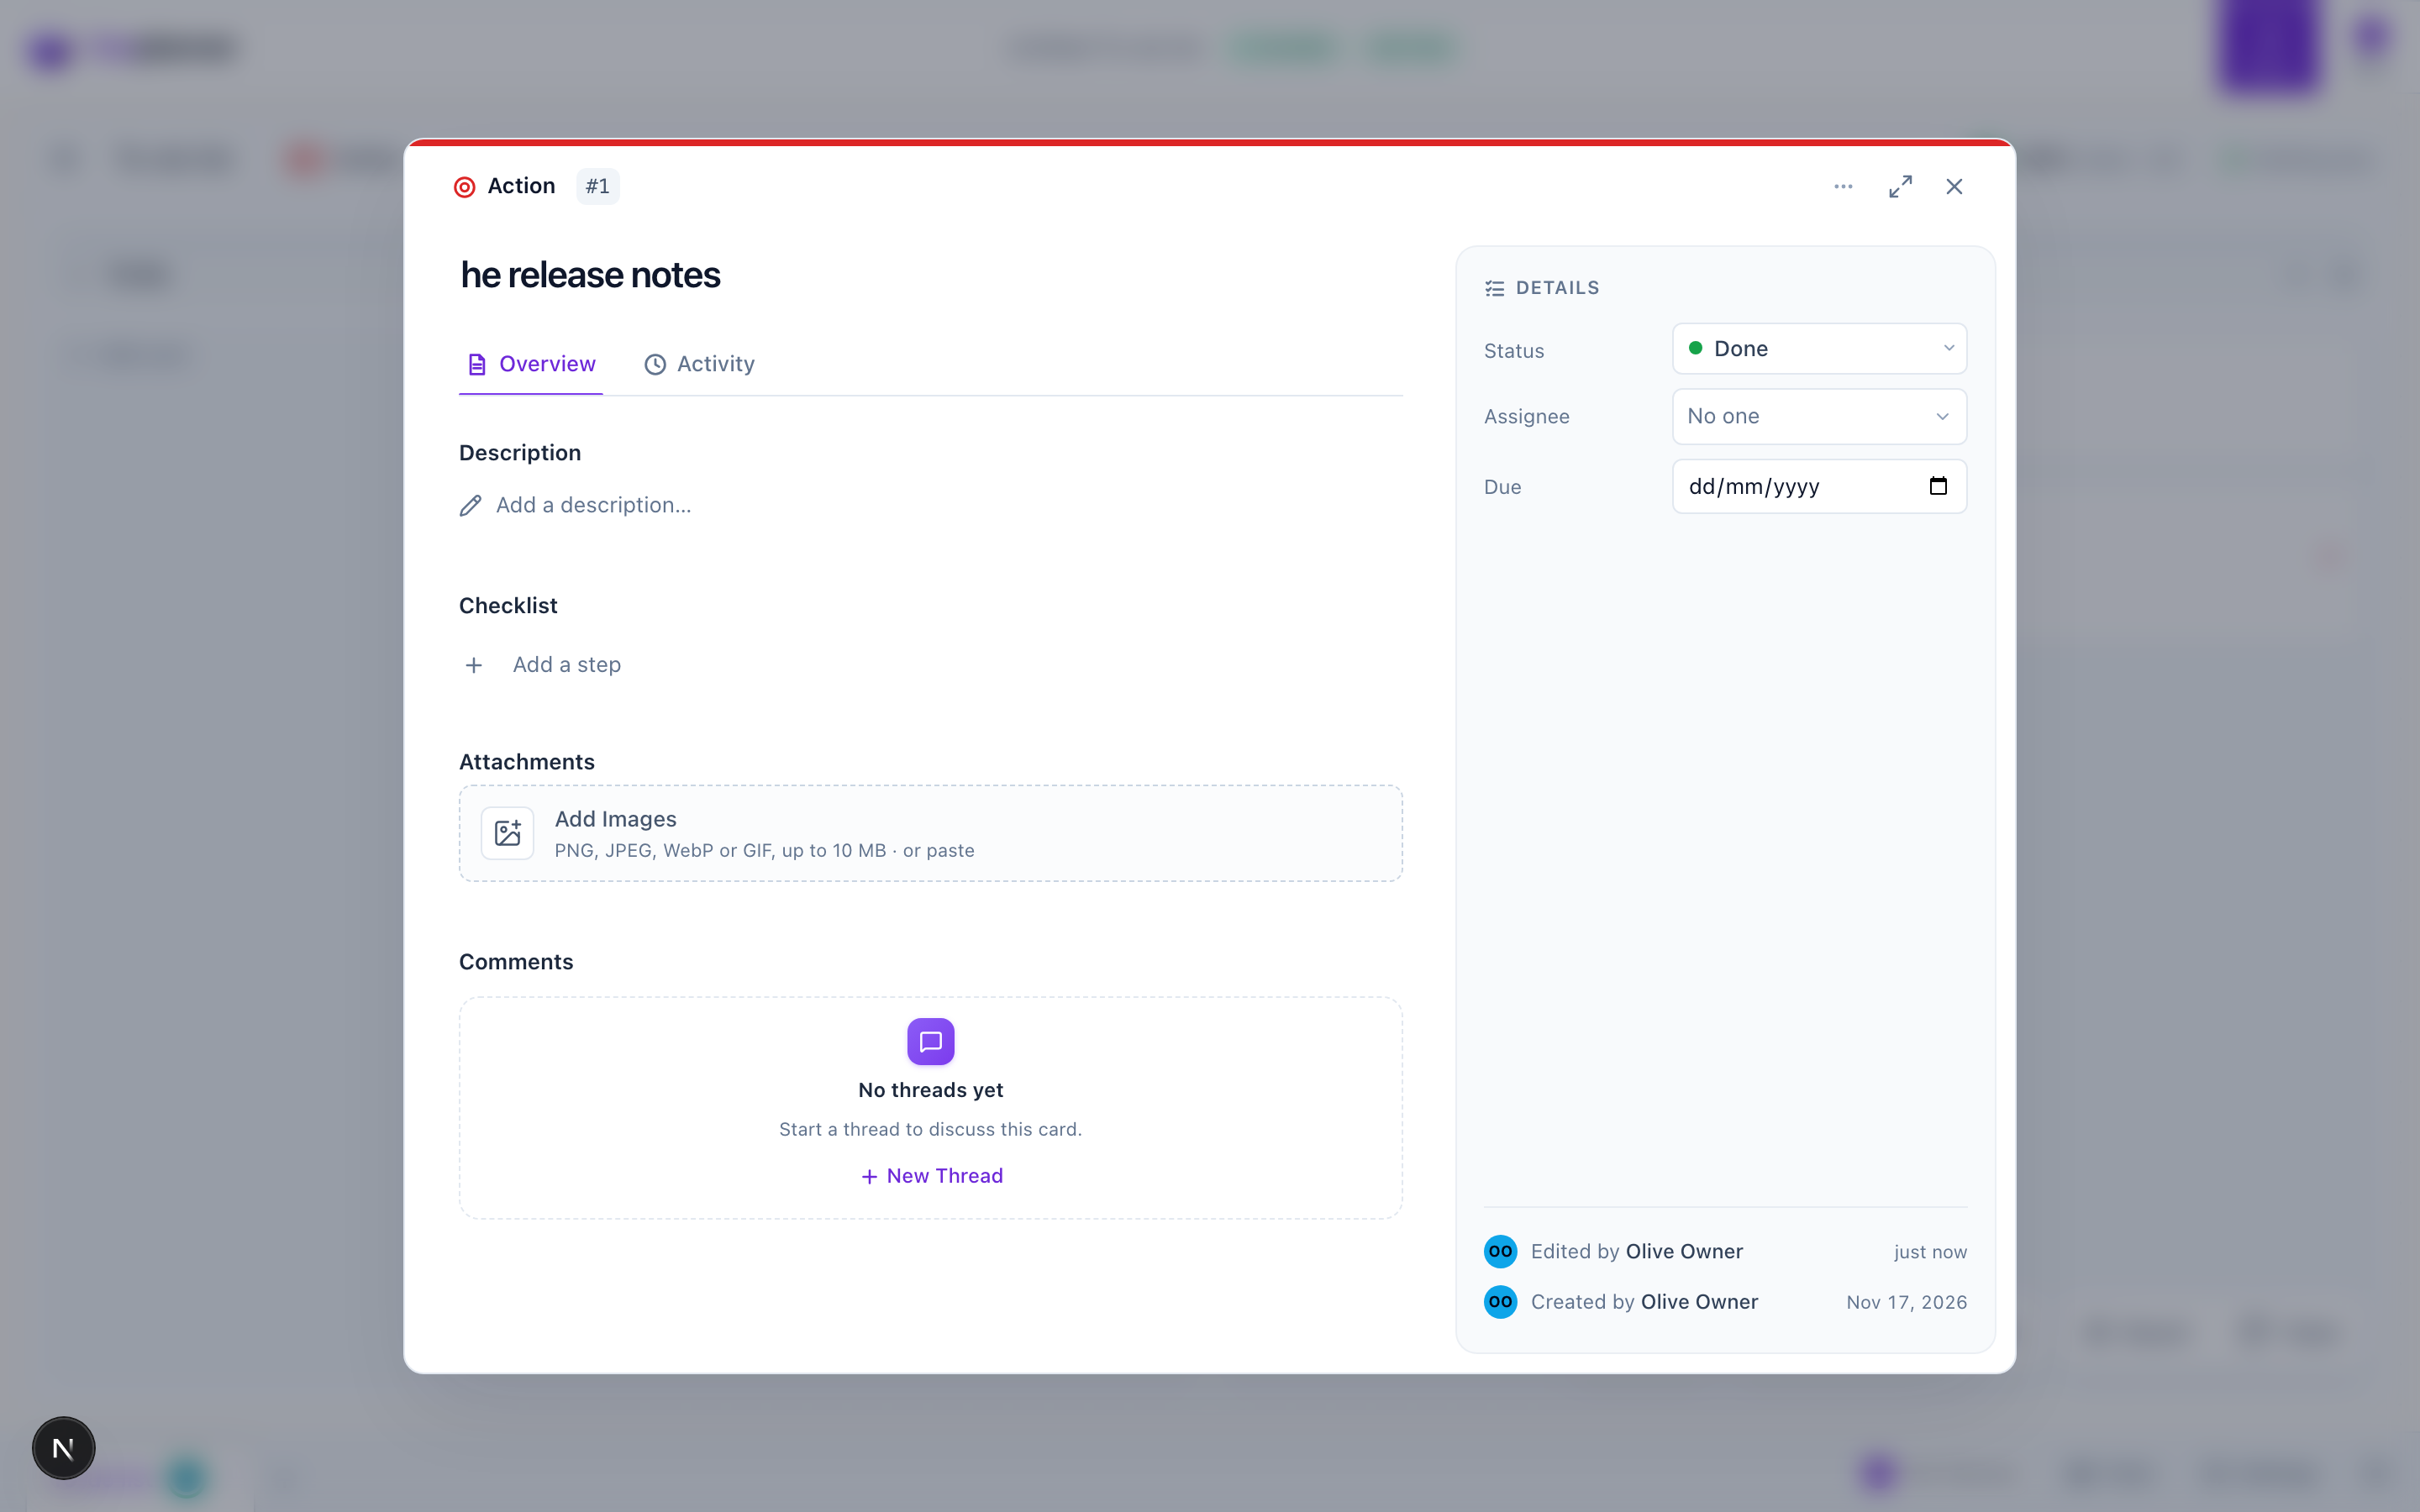 Action #1
he release notes
Overview Activity
Description
Add a description...
Checklist
Add a step
Attachments
Add Images
PNG, JPEG, WebP or GIF, up to 10 MB · or paste
Comments
No threads yet
Start a thread to discuss this card.
New Thread
DETAILS
Status Done
Assignee No one
Due dd/mm/yyyy
OO Edited by Olive Owner just now
OO Created by Olive Owner Nov 17, 2026
N